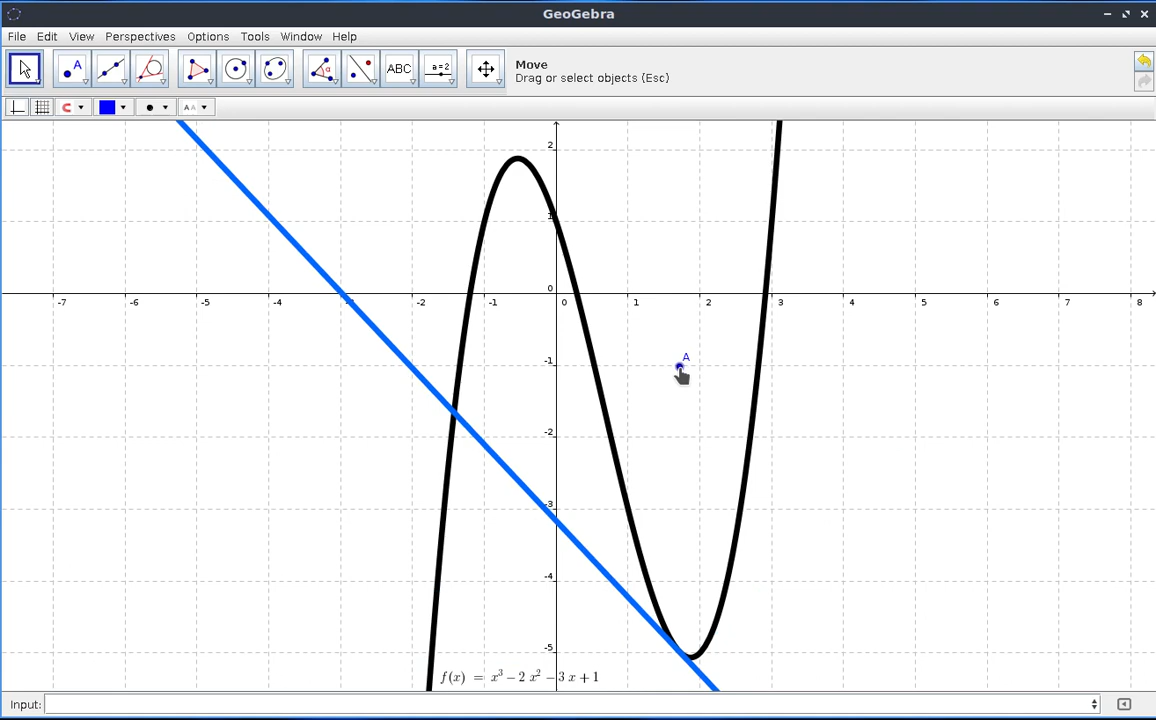 GeoGebra
File Edit View Perspectives Options Tools Window Help
A
α
ABC
a=2
Move
Drag or select objects (Esc)
A A
2
1
0
-7 -6 -5 -4 -3 -2 -1 0 1 2 3 4 5 6 7 8
A
-1
-2
-3
-4
-5
f(x) = x³ − 2 x² − 3 x + 1
Input: